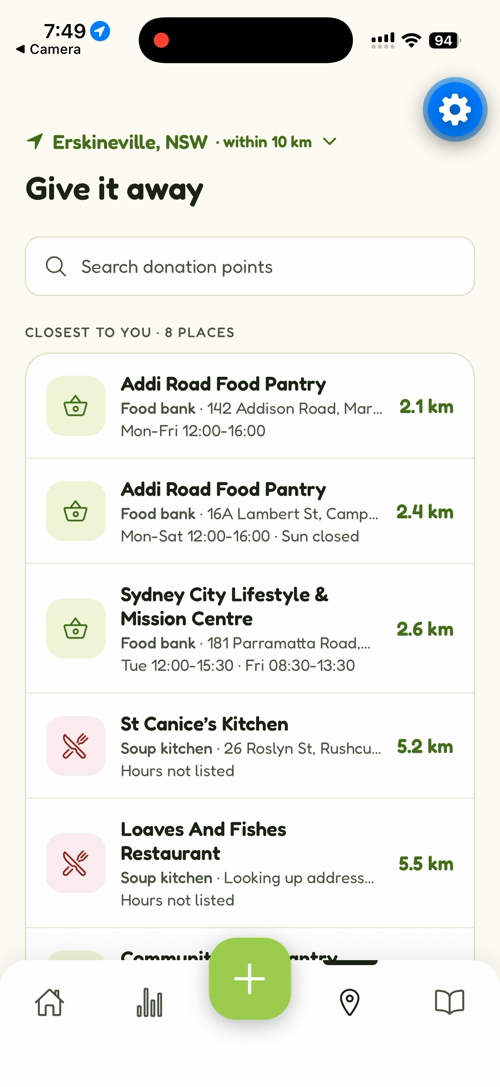 7:49
94
◀ Camera
Erskineville, NSW · within 10 km
Give it away
Search donation points
CLOSEST TO YOU · 8 PLACES
Addi Road Food Pantry
Food bank · 142 Addison Road, Mar...
2.1 km
Mon-Fri 12:00-16:00
Addi Road Food Pantry
Food bank · 16A Lambert St, Camp...
2.4 km
Mon-Sat 12:00-16:00 · Sun closed
Sydney City Lifestyle &
Mission Centre
2.6 km
Food bank · 181 Parramatta Road,...
Tue 12:00-15:30 · Fri 08:30-13:30
St Canice's Kitchen
Soup kitchen · 26 Roslyn St, Rushcu...
5.2 km
Hours not listed
Loaves And Fishes
Restaurant
5.5 km
Soup kitchen · Looking up address...
Hours not listed